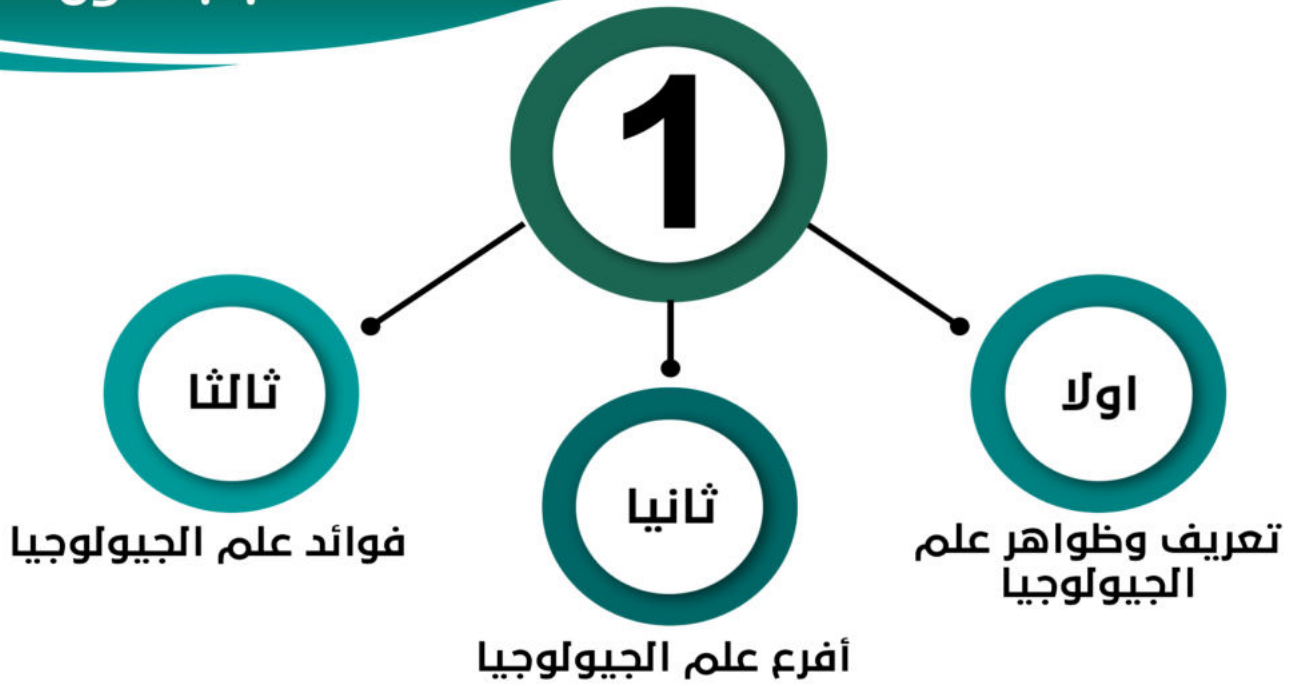 1
اولا
تعريف وظواهر علم
الجيولوجيا
ثانيا
أفرع علم الجيولوجيا
ثالثا
فوائد علم الجيولوجيا